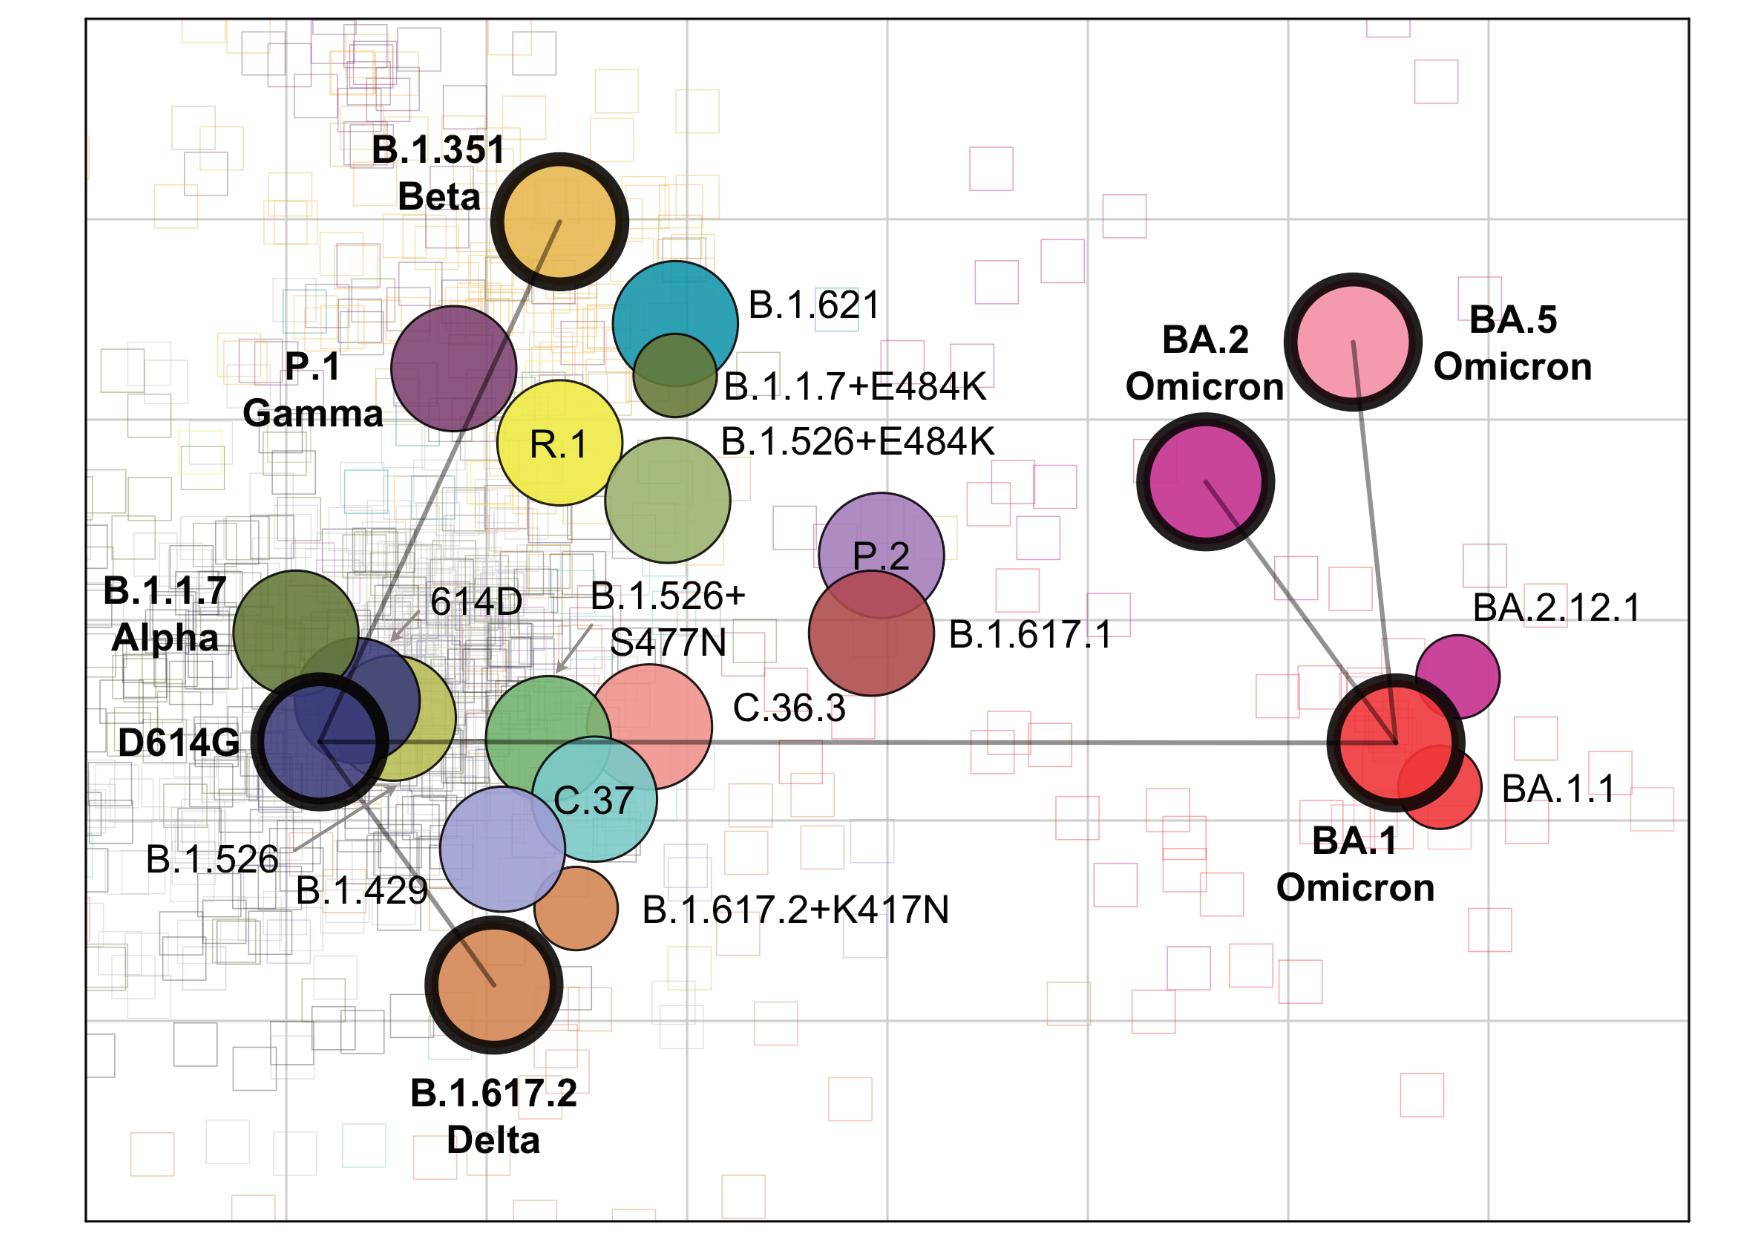 B.1.351
Beta
B.1.621
P.1
Gamma
B.1.1.7+E484K
BA.2
Omicron
BA.5
Omicron
R.1
B.1.526+E484K
P.2
B.1.1.7
Alpha
614D
B.1.526+
S477N
B.1.617.1
BA.2.12.1
C.36.3
D614G
C.37
BA.1.1
BA.1
Omicron
B.1.526
B.1.429
B.1.617.2+K417N
B.1.617.2
Delta